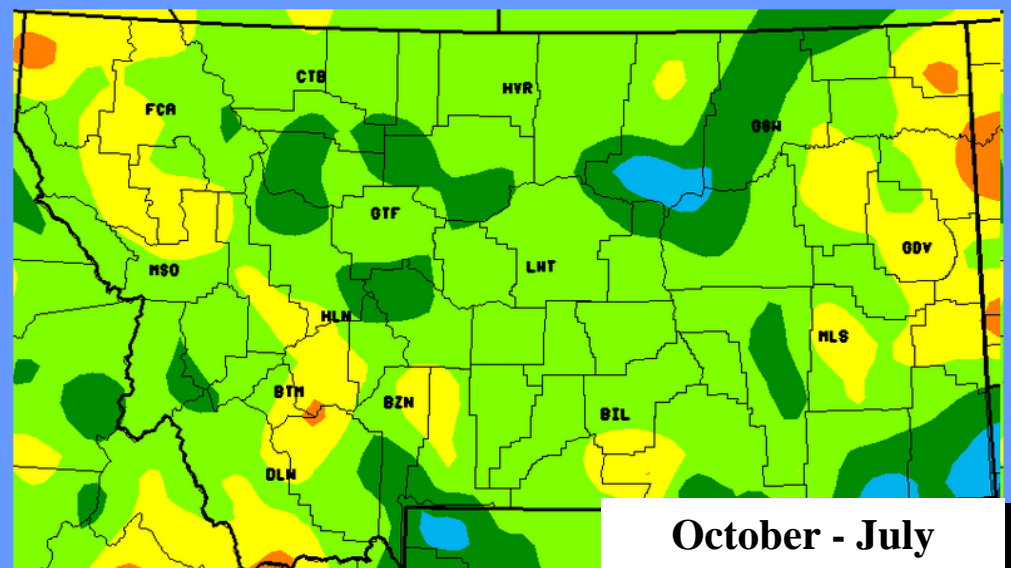 CTB
HVR
FCA
GGW
GTF
GDV
MSO
LWT
HLN
MLS
BTM
BZN
BIL
DLN
October - July